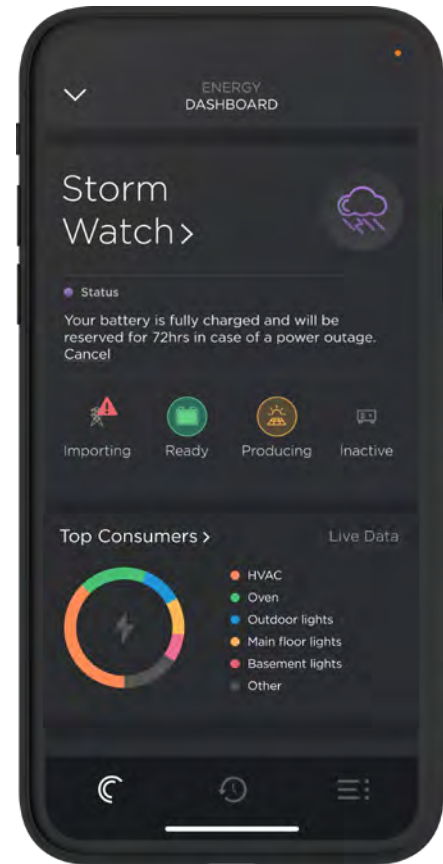 ENERGY
DASHBOARD
Storm
Watch >
Status
Your battery is fully charged and will be
reserved for 72hrs in case of a power outage.
Cancel
Importing Ready Producing Inactive
Top Consumers > Live Data
HVAC
Oven
Outdoor lights
Main floor lights
Basement lights
Other